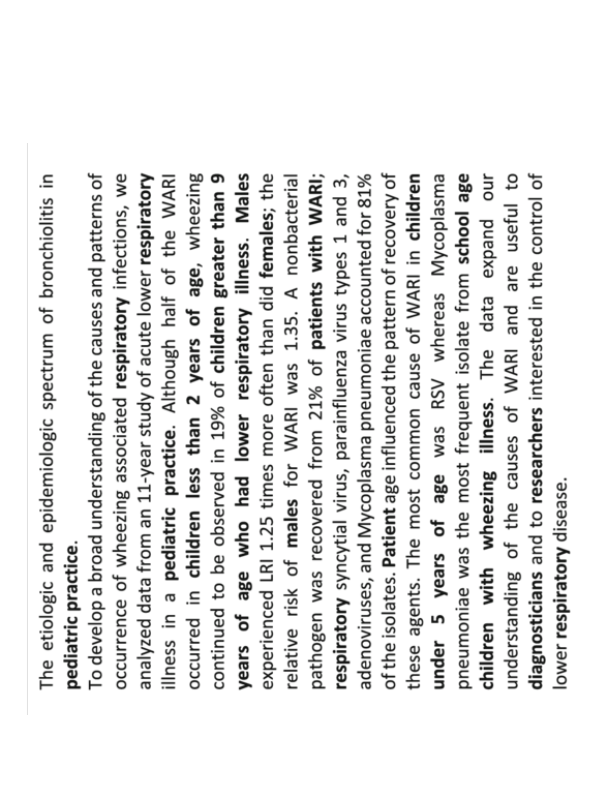 The etiologic and epidemiologic spectrum of bronchiolitis in
pediatric practice.
To develop a broad understanding of the causes and patterns of
occurrence of wheezing associated respiratory infections, we
analyzed data from an 11-year study of acute lower respiratory
illness in a pediatric practice. Although half of the WARI
occurred in children less than 2 years of age, wheezing
continued to be observed in 19% of children greater than 9
years of age who had lower respiratory illness. Males
experienced LRI 1.25 times more often than did females; the
relative risk of males for WARI was 1.35. A nonbacterial
pathogen was recovered from 21% of patients with WARI;
respiratory syncytial virus, parainfluenza virus types 1 and 3,
adenoviruses, and Mycoplasma pneumoniae accounted for 81%
of the isolates. Patient age influenced the pattern of recovery of
these agents. The most common cause of WARI in children
under 5 years of age was RSV whereas Mycoplasma
pneumoniae was the most frequent isolate from school age
children with wheezing illness. The data expand our
understanding of the causes of WARI and are useful to
diagnosticians and to researchers interested in the control of
lower respiratory disease.